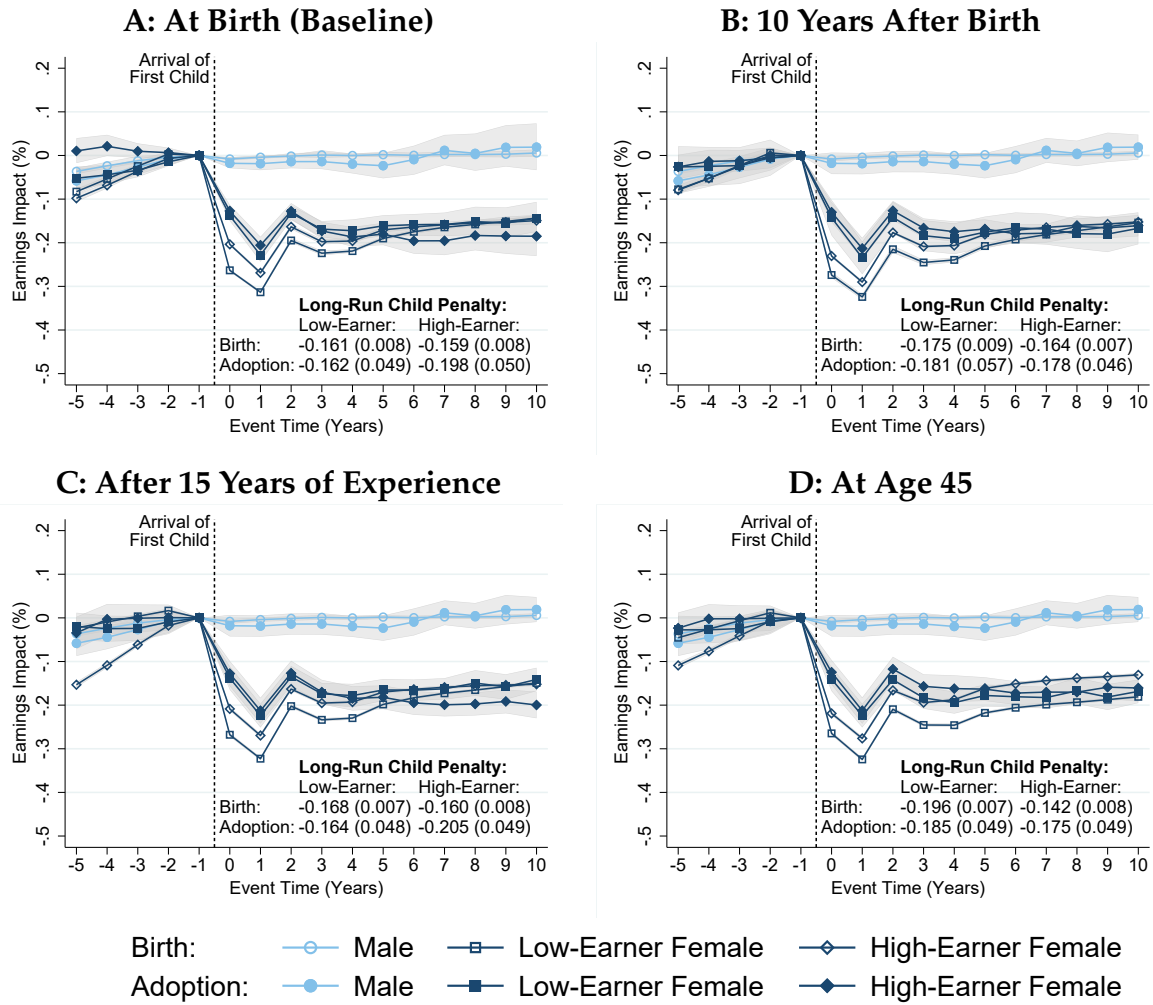 A: At Birth (Baseline)
Arrival of
First Child
Earnings Impact (%)
.2
.1
0
-.1
-.2
-.3
-.4
-.5
Long-Run Child Penalty:
Low-Earner: High-Earner:
Birth: -0.161 (0.008) -0.159 (0.008)
Adoption: -0.162 (0.049) -0.198 (0.050)
-5 -4 -3 -2 -1 0 1 2 3 4 5 6 7 8 9 10
Event Time (Years)
B: 10 Years After Birth
Arrival of
First Child
Earnings Impact (%)
.2
.1
0
-.1
-.2
-.3
-.4
-.5
Long-Run Child Penalty:
Low-Earner: High-Earner:
Birth: -0.175 (0.009) -0.164 (0.007)
Adoption: -0.181 (0.057) -0.178 (0.046)
-5 -4 -3 -2 -1 0 1 2 3 4 5 6 7 8 9 10
Event Time (Years)
C: After 15 Years of Experience
Arrival of
First Child
Earnings Impact (%)
.2
.1
0
-.1
-.2
-.3
-.4
-.5
Long-Run Child Penalty:
Low-Earner: High-Earner:
Birth: -0.168 (0.007) -0.160 (0.008)
Adoption: -0.164 (0.048) -0.205 (0.049)
-5 -4 -3 -2 -1 0 1 2 3 4 5 6 7 8 9 10
Event Time (Years)
D: At Age 45
Arrival of
First Child
Earnings Impact (%)
.2
.1
0
-.1
-.2
-.3
-.4
-.5
Long-Run Child Penalty:
Low-Earner: High-Earner:
Birth: -0.196 (0.007) -0.142 (0.008)
Adoption: -0.185 (0.049) -0.175 (0.049)
-5 -4 -3 -2 -1 0 1 2 3 4 5 6 7 8 9 10
Event Time (Years)
Birth: Male Low-Earner Female High-Earner Female
Adoption: Male Low-Earner Female High-Earner Female